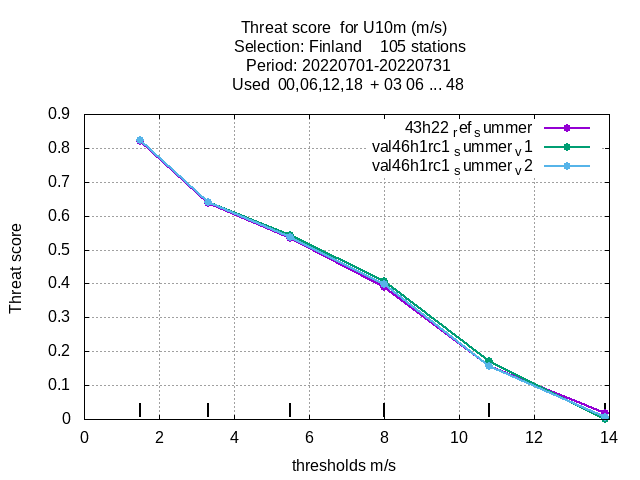 Threat score  for U10m (m/s)
Selection: Finland    105 stations
Period: 20220701-20220731
Used  00,06,12,18  + 03 06 ... 48
43h22 ref summer
val46h1rc1 summer v1
val46h1rc1 summer v2
Threat score
0.9
0.8
0.7
0.6
0.5
0.4
0.3
0.2
0.1
0
0 2 4 6 8 10 12 14
thresholds m/s